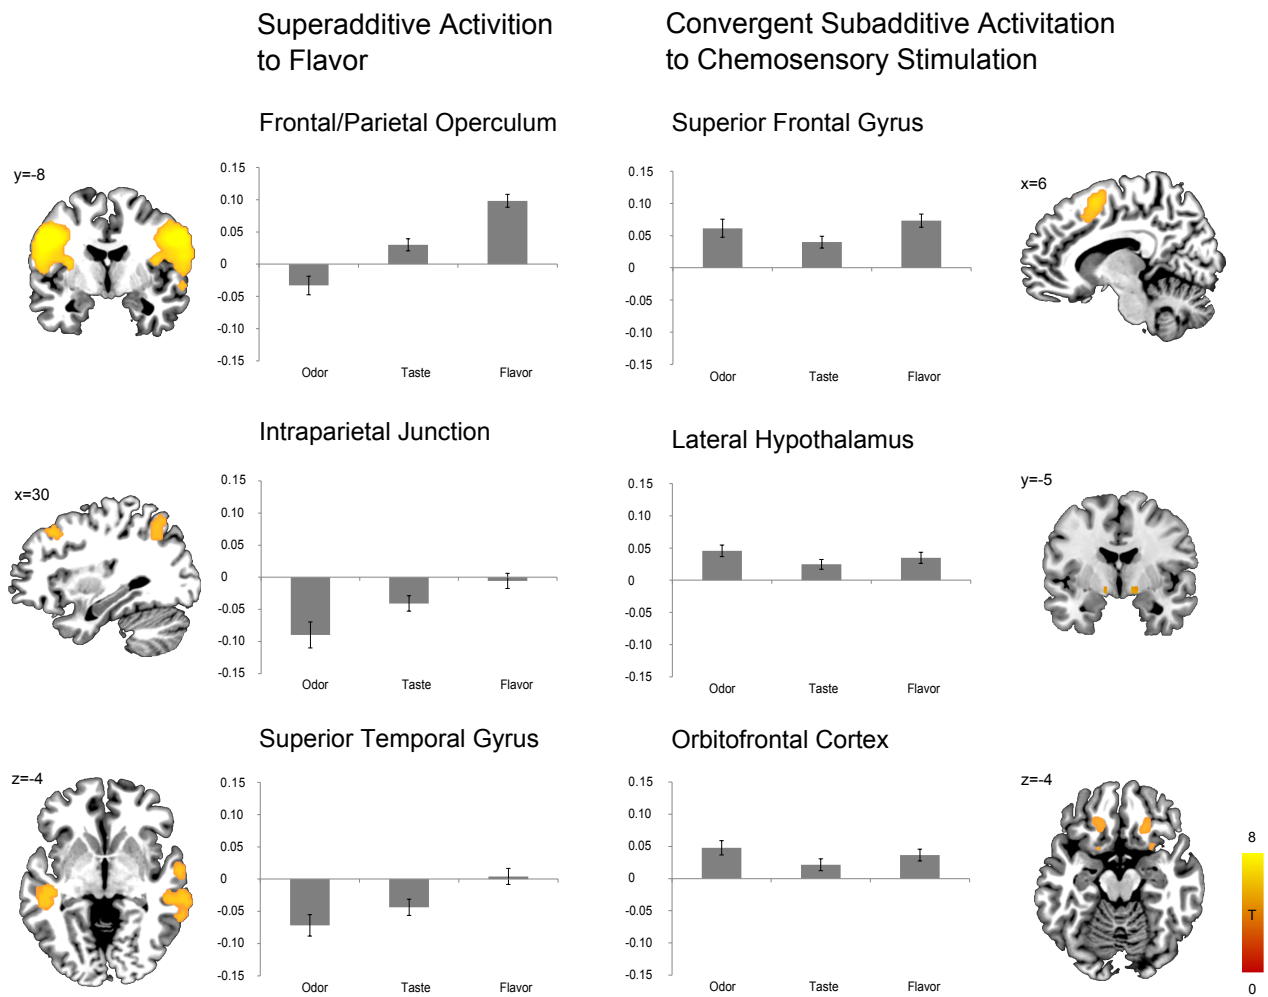 Superadditive Activition
to Flavor
Convergent Subadditive Activitation
to Chemosensory Stimulation
Frontal/Parietal Operculum
y=-8
0.15
0.10
0.05
0
-0.05
-0.10
-0.15
Odor Taste Flavor
Superior Frontal Gyrus
0.15
0.10
0.05
0
-0.05
-0.10
-0.15
Odor Taste Flavor
x=6
Intraparietal Junction
x=30
0.15
0.10
0.05
0
-0.05
-0.10
-0.15
Odor Taste Flavor
Lateral Hypothalamus
0.15
0.10
0.05
0
-0.05
-0.10
-0.15
Odor Taste Flavor
y=-5
Superior Temporal Gyrus
z=-4
0.15
0.10
0.05
0
-0.05
-0.10
-0.15
Odor Taste Flavor
Orbitofrontal Cortex
0.15
0.10
0.05
0
-0.05
-0.10
-0.15
Odor Taste Flavor
z=-4
8
T
0